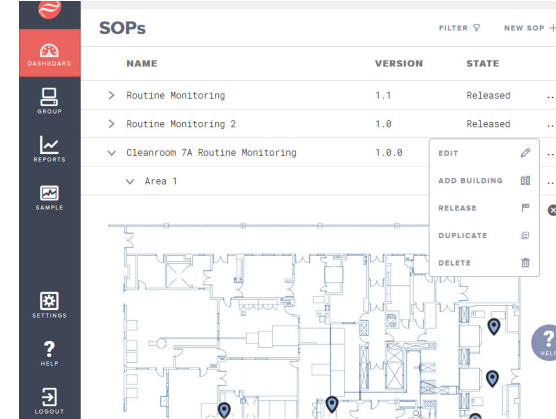 SOPs
FILTER
NEW SOP +
DASHBOARD
NAME VERSION STATE
Routine Monitoring 1.1 Released ...
GROUP
Routine Monitoring 2 1.0 Released ...
REPORTS
Cleanroom 7A Routine Monitoring 1.0.0
EDIT
Area 1
ADD BUILDING
SAMPLE
RELEASE
DUPLICATE
DELETE
SETTINGS
?
HELP
?
HELP
LOGOUT